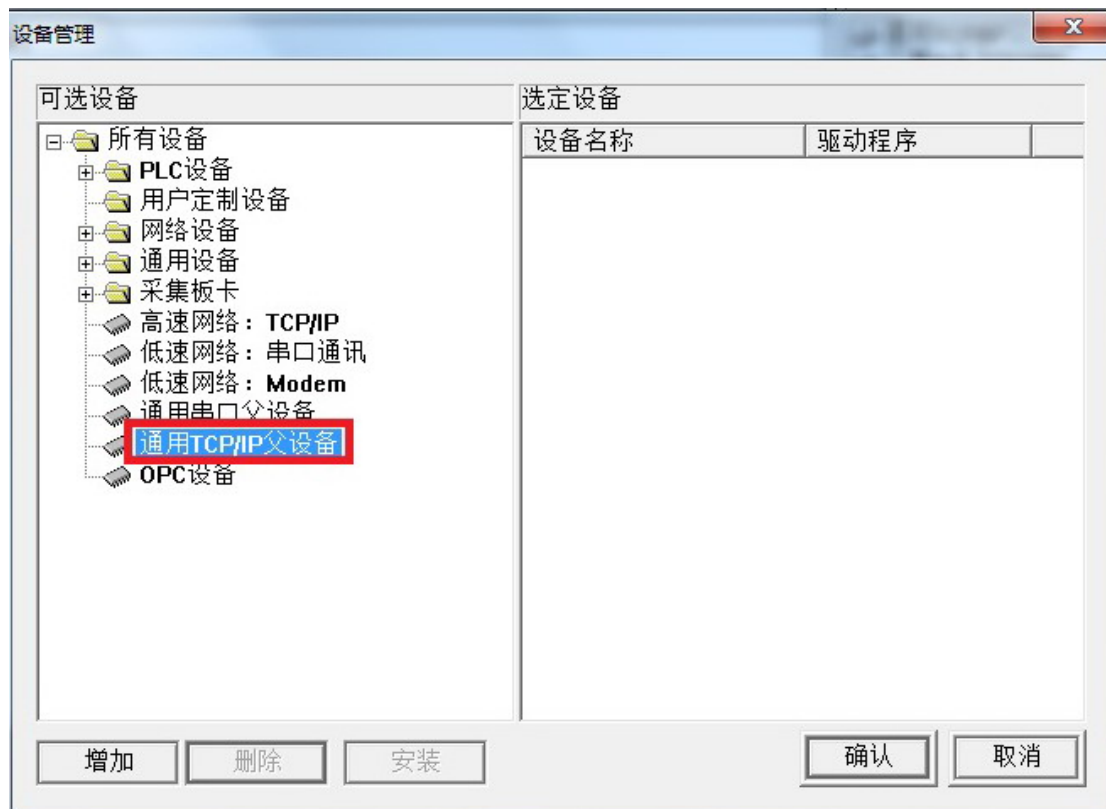 设备管理
可选设备
选定设备
所有设备
设备名称
驱动程序
PLC设备
用户定制设备
网络设备
通用设备
采集板卡
高速网络：TCP/IP
低速网络：串口通讯
低速网络：Modem
通用串口父设备
通用TCP/IP父设备
OPC设备
增加
删除
安装
确认
取消